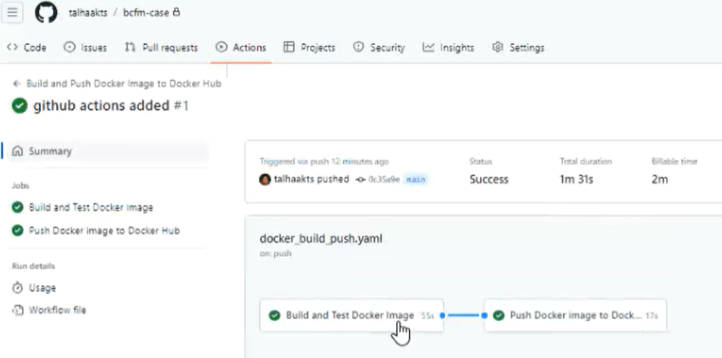 talhaakts / bcfm-case
Code Issues Pull requests Actions Projects Security Insights Settings
← Build and Push Docker Image to Docker Hub
github actions added #1
Summary
Jobs
Build and Test Docker Image
Push Docker image to Docker Hub
Run details
Usage
Workflow file
Triggered via push 12 minutes ago
talhaakts pushed 0c35a9e main
Status
Success
Total duration
1m 31s
Billable time
2m
docker_build_push.yaml
on: push
Build and Test Docker Image 55s
Push Docker image to Dock... 17s